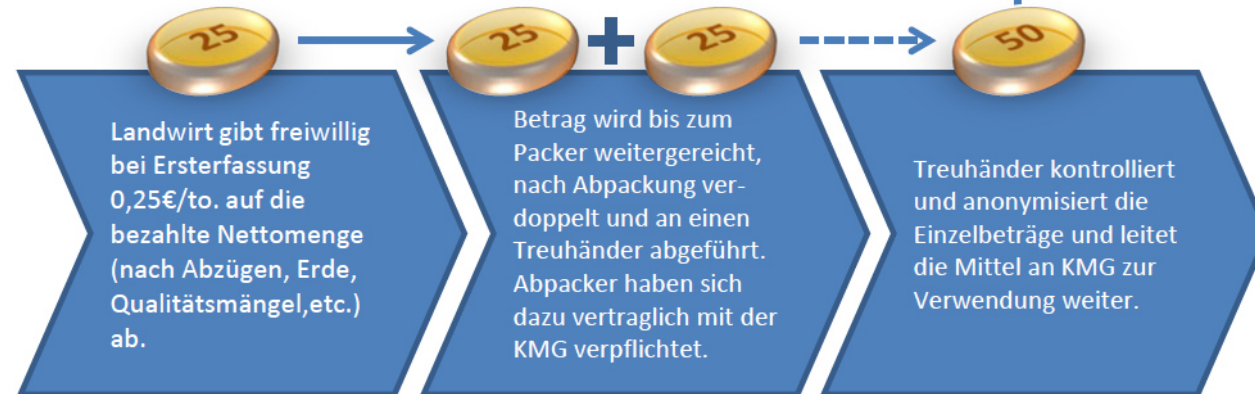 25
25
25
50
Landwirt gibt freiwillig
bei Ersterfassung
0,25€/to. auf die
bezahlte Nettomenge
(nach Abzügen, Erde,
Qualitätsmängel,etc.)
ab.
Betrag wird bis zum
Packer weitergereicht,
nach Abpackung ver-
doppelt und an einen
Treuhänder abgeführt.
Abpacker haben sich
dazu vertraglich mit der
KMG verpflichtet.
Treuhänder kontrolliert
und anonymisiert die
Einzelbeträge und leitet
die Mittel an KMG zur
Verwendung weiter.